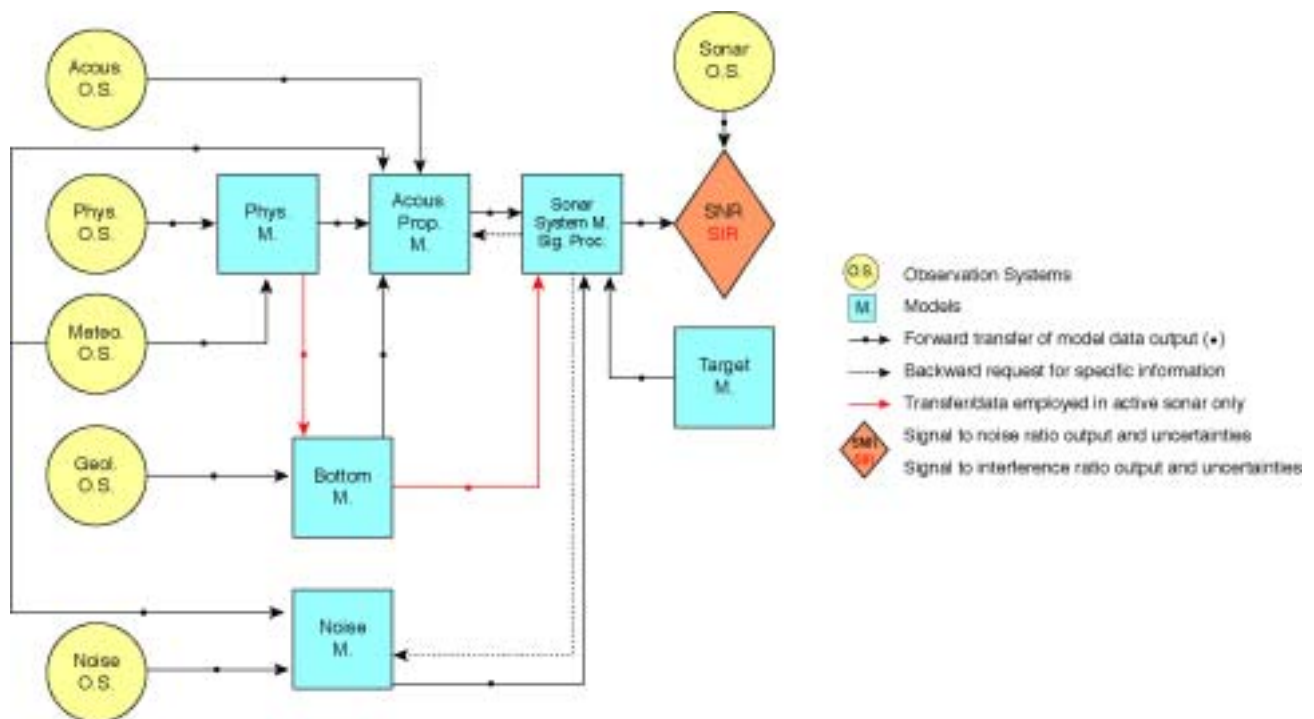 Acous.
O.S.
Sonar
O.S.
Phys.
O.S.
Phys.
M.
Acous.
Prop.
M.
Sonar
System M.
Sig. Proc.
SNR
SIR
Meteo.
O.S.
Target
M.
Geol.
O.S.
Bottom
M.
Noise
M.
Noise
O.S.
O.S.
Observation Systems
M
Models
Forward transfer of model data output (•)
Backward request for specific information
Transfer/data employed in active sonar only
SNR
SIR
Signal to noise ratio output and uncertainties
Signal to interference ratio output and uncertainties